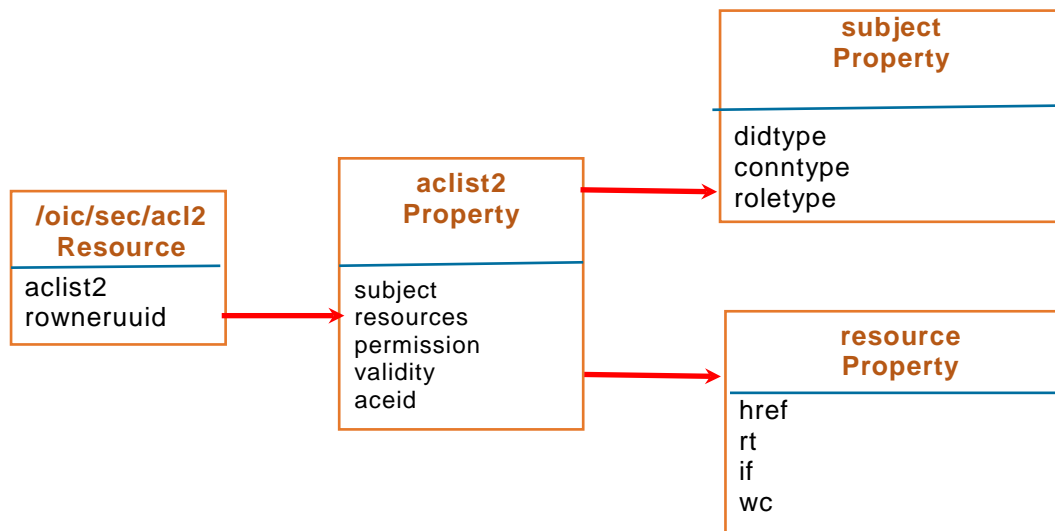 /oic/sec/acl2
Resource
aclist2
rowneruuid
aclist2
Property
subject
resources
permission
validity
aceid
subject
Property
didtype
conntype
roletype
resource
Property
href
rt
if
wc